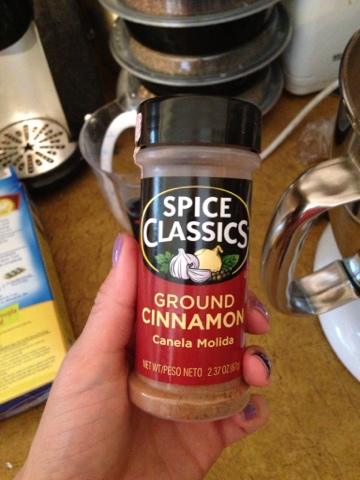 SPICE
CLASSICS
GROUND
CINNAMON
Canela Molida
NET WT/PESO NETO 2.37 OZ